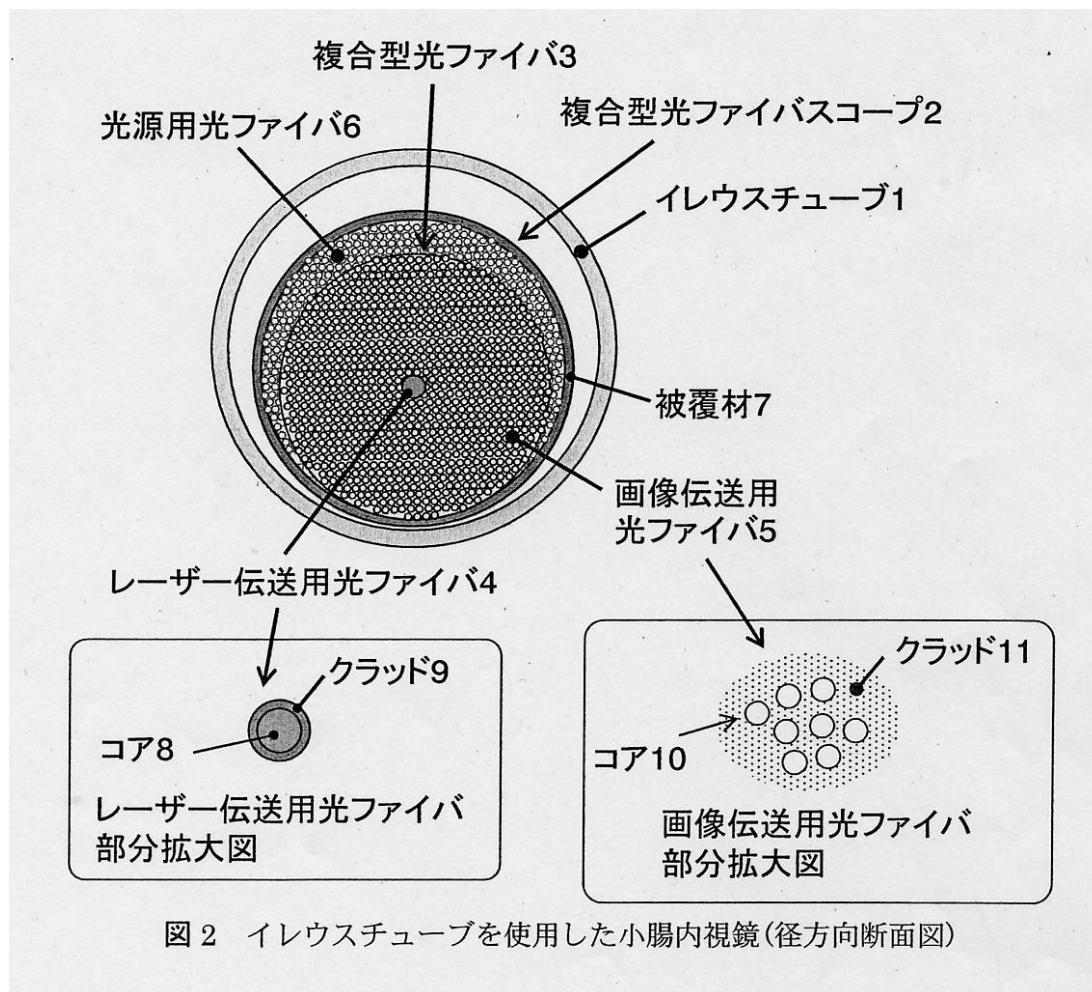 複合型光ファイバ3
光源用光ファイバ6
複合型光ファイバスコープ2
イレウスチューブ1
被覆材7
画像伝送用
光ファイバ5
レーザー伝送用光ファイバ4
クラッド9
コア8
レーザー伝送用光ファイバ
部分拡大図
クラッド11
コア10
画像伝送用光ファイバ
部分拡大図
図2 イレウスチューブを使用した小腸内視鏡(径方向断面図)